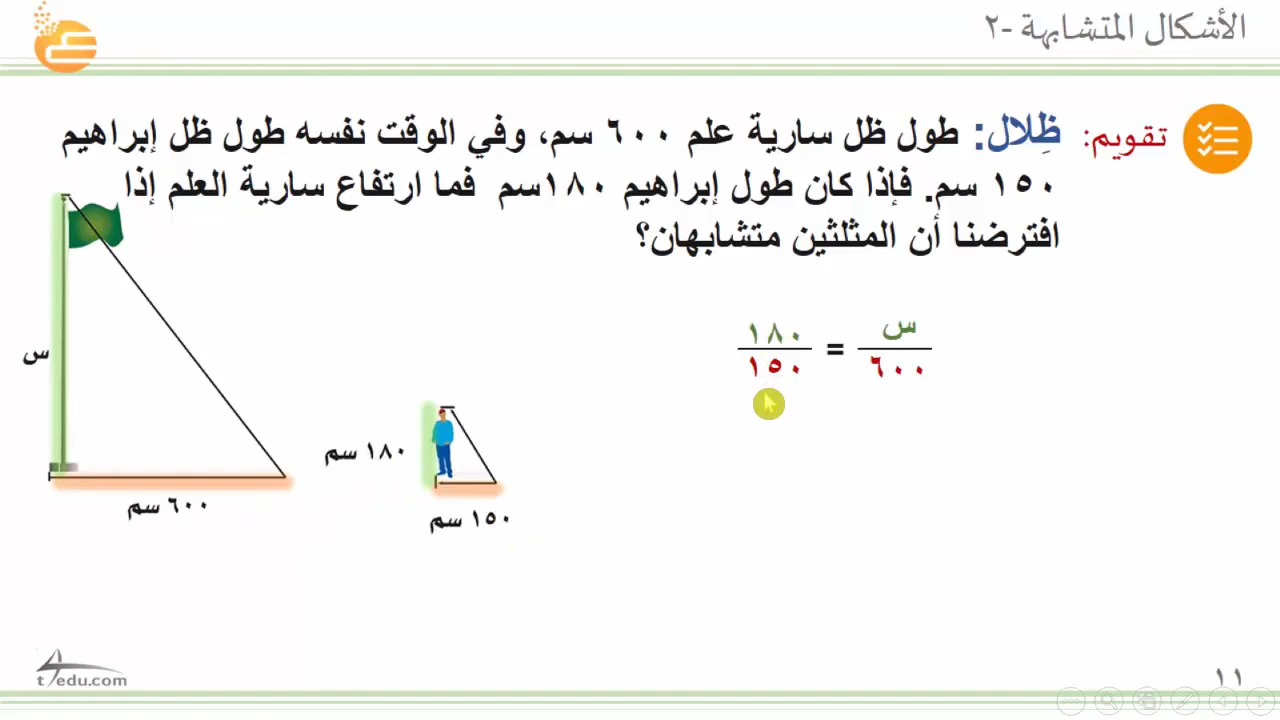 الأشكال المتشابهة -٢
تقويم: ظِلال: طول ظل سارية علم ٦٠٠ سم، وفي الوقت نفسه طول ظل إبراهيم
١٥٠ سم. فإذا كان طول إبراهيم ١٨٠سم فما ارتفاع سارية العلم إذا
افترضنا أن المثلثين متشابهان؟
س
٦٠٠
=
١٨٠
١٥٠
س
١٨٠ سم
٦٠٠ سم
١٥٠ سم
t4edu.com
١١